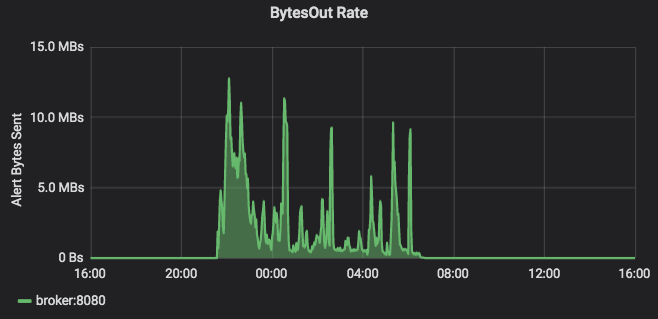 BytesOut Rate
15.0 MBs
10.0 MBs
5.0 MBs
0 Bs
Alert Bytes Sent
16:00 20:00 00:00 04:00 08:00 12:00 16:00
broker:8080